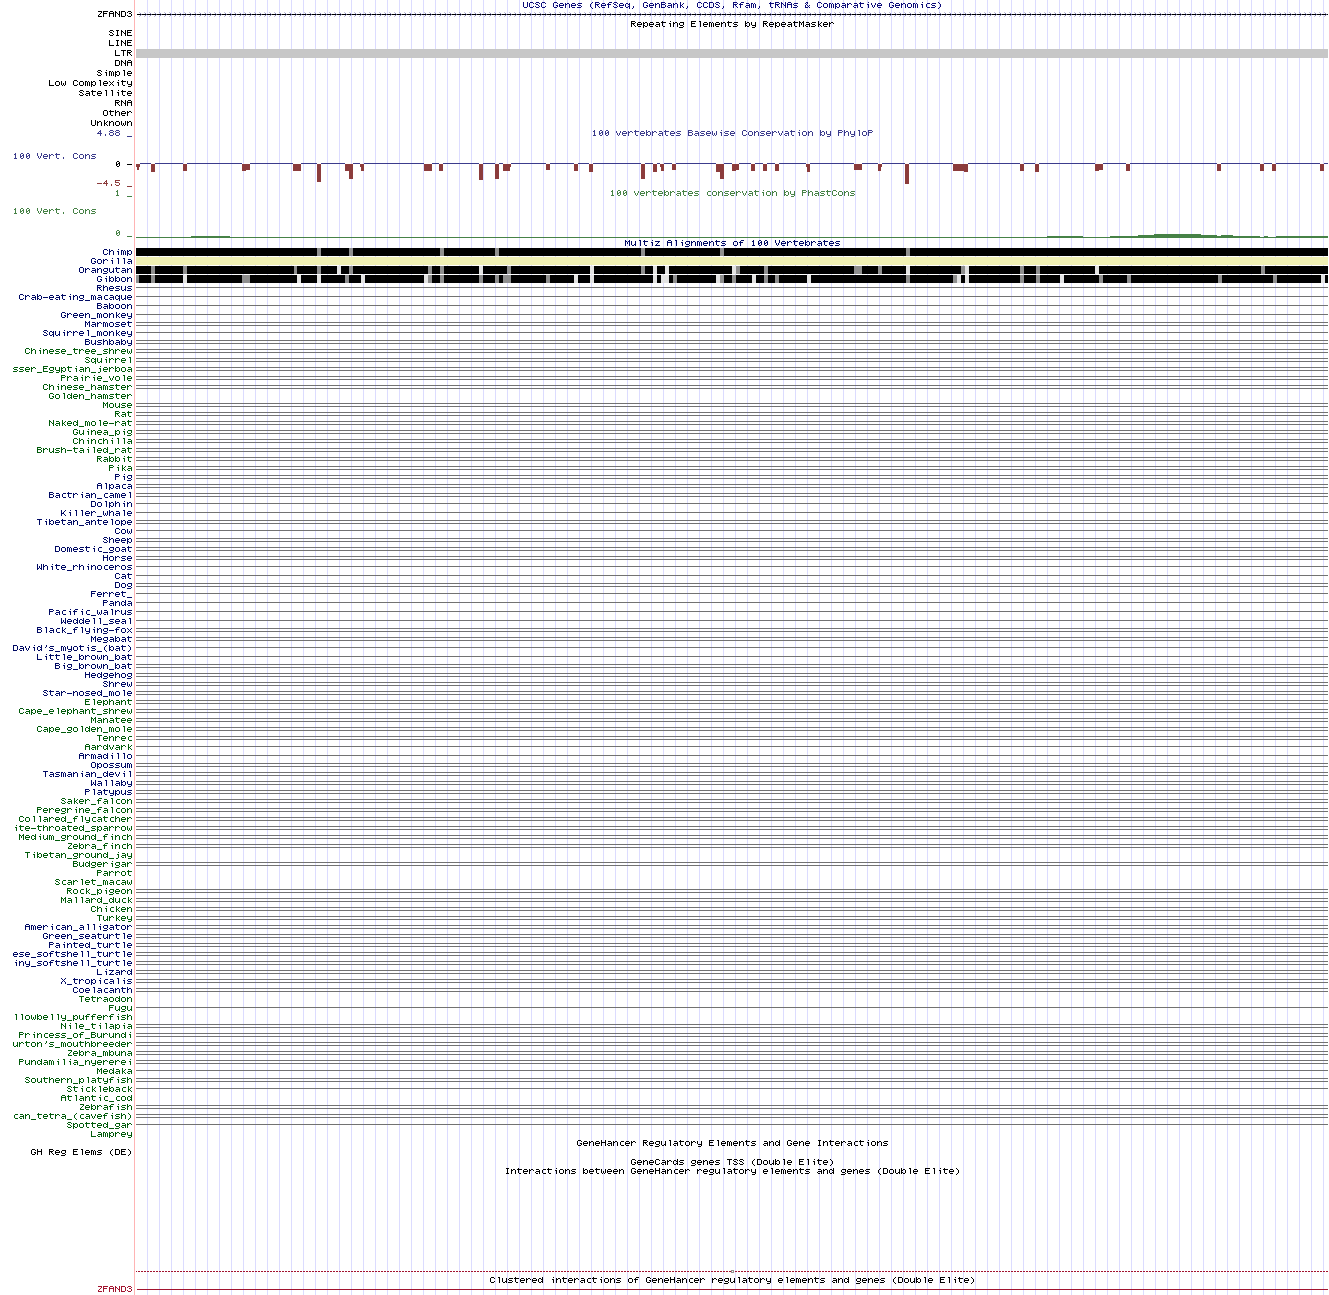 UCSC Genes (RefSeq, GenBank, CCDS, Rfam, tRNAs & Comparative Genomics)
ZFAND3
Repeating Elements by RepeatMasker
SINE
LINE
LTR
DNA
Simple
Low Complexity
Satellite
RNA
Other
Unknown
4.88 _
100 vertebrates Basewise Conservation by PhyloP
100 Vert. Cons
0 _
-4.5 _
1 _
100 vertebrates conservation by PhastCons
100 Vert. Cons
0 _
Multiz Alignments of 100 Vertebrates
Chimp
Gorilla
Orangutan
Gibbon
Rhesus
Crab-eating_macaque
Baboon
Green_monkey
Marmoset
Squirrel_monkey
Bushbaby
Chinese_tree_shrew
Squirrel
sser_Egyptian_jerboa
Prairie_vole
Chinese_hamster
Golden_hamster
Mouse
Rat
Naked_mole-rat
Guinea_pig
Chinchilla
Brush-tailed_rat
Rabbit
Pika
Pig
Alpaca
Bactrian_camel
Dolphin
Killer_whale
Tibetan_antelope
Cow
Sheep
Domestic_goat
Horse
White_rhinoceros
Cat
Dog
Ferret_
Panda
Pacific_walrus
Weddell_seal
Black_flying-fox
Megabat
David's_myotis_(bat)
Little_brown_bat
Big_brown_bat
Hedgehog
Shrew
Star-nosed_mole
Elephant
Cape_elephant_shrew
Manatee
Cape_golden_mole
Tenrec
Aardvark
Armadillo
Opossum
Tasmanian_devil
Wallaby
Platypus
Saker_falcon
Peregrine_falcon
Collared_flycatcher
ite-throated_sparrow
Medium_ground_finch
Zebra_finch
Tibetan_ground_jay
Budgerigar
Parrot
Scarlet_macaw
Rock_pigeon
Mallard_duck
Chicken
Turkey
American_alligator
Green_seaturtle
Painted_turtle
ese_softshell_turtle
iny_softshell_turtle
Lizard
X_tropicalis
Coelacanth
Tetraodon
Fugu
llowbelly_pufferfish
Nile_tilapia
Princess_of_Burundi
urton's_mouthbreeder
Zebra_mbuna
Pundamilia_nyererei
Medaka
Southern_platyfish
Stickleback
Atlantic_cod
Zebrafish
can_tetra_(cavefish)
Spotted_gar
Lamprey
GeneHancer Regulatory Elements and Gene Interactions
GH Reg Elems (DE)
GeneCards genes TSS (Double Elite)
Interactions between GeneHancer regulatory elements and genes (Double Elite)
Clustered interactions of GeneHancer regulatory elements and genes (Double Elite)
ZFAND3